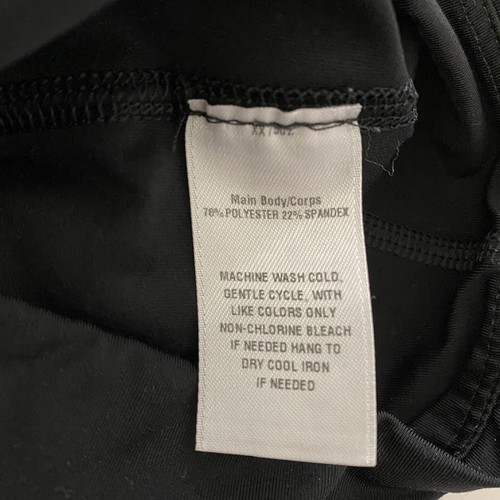 Main Body/Corps
78% POLYESTER 22% SPANDEX
MACHINE WASH COLD,
GENTLE CYCLE, WITH
LIKE COLORS ONLY
NON-CHLORINE BLEACH
IF NEEDED HANG TO
DRY COOL IRON
IF NEEDED